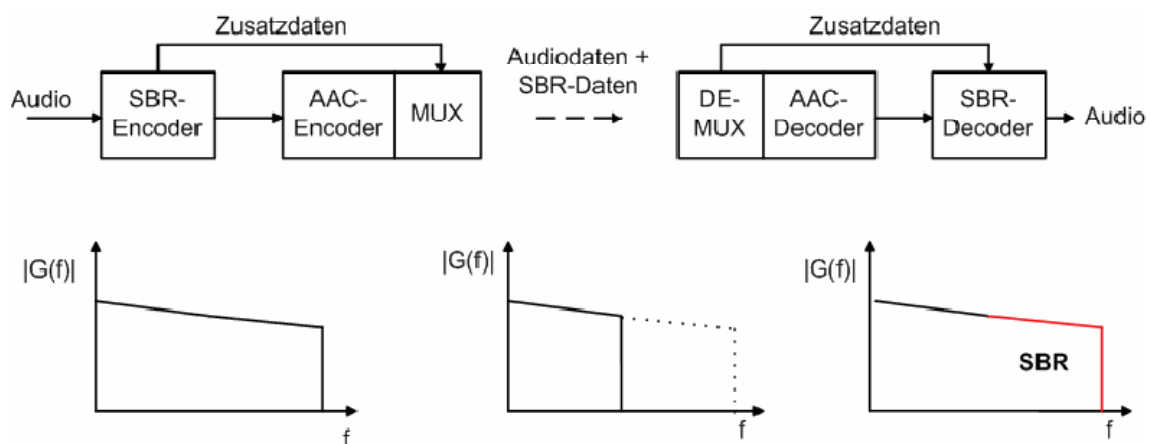 Zusatzdaten
Audio
SBR-
Encoder
AAC-
Encoder
MUX
Audiodaten +
SBR-Daten
Zusatzdaten
DE-
MUX
AAC-
Decoder
SBR-
Decoder
Audio
|G(f)|
f
|G(f)|
f
|G(f)|
SBR
f